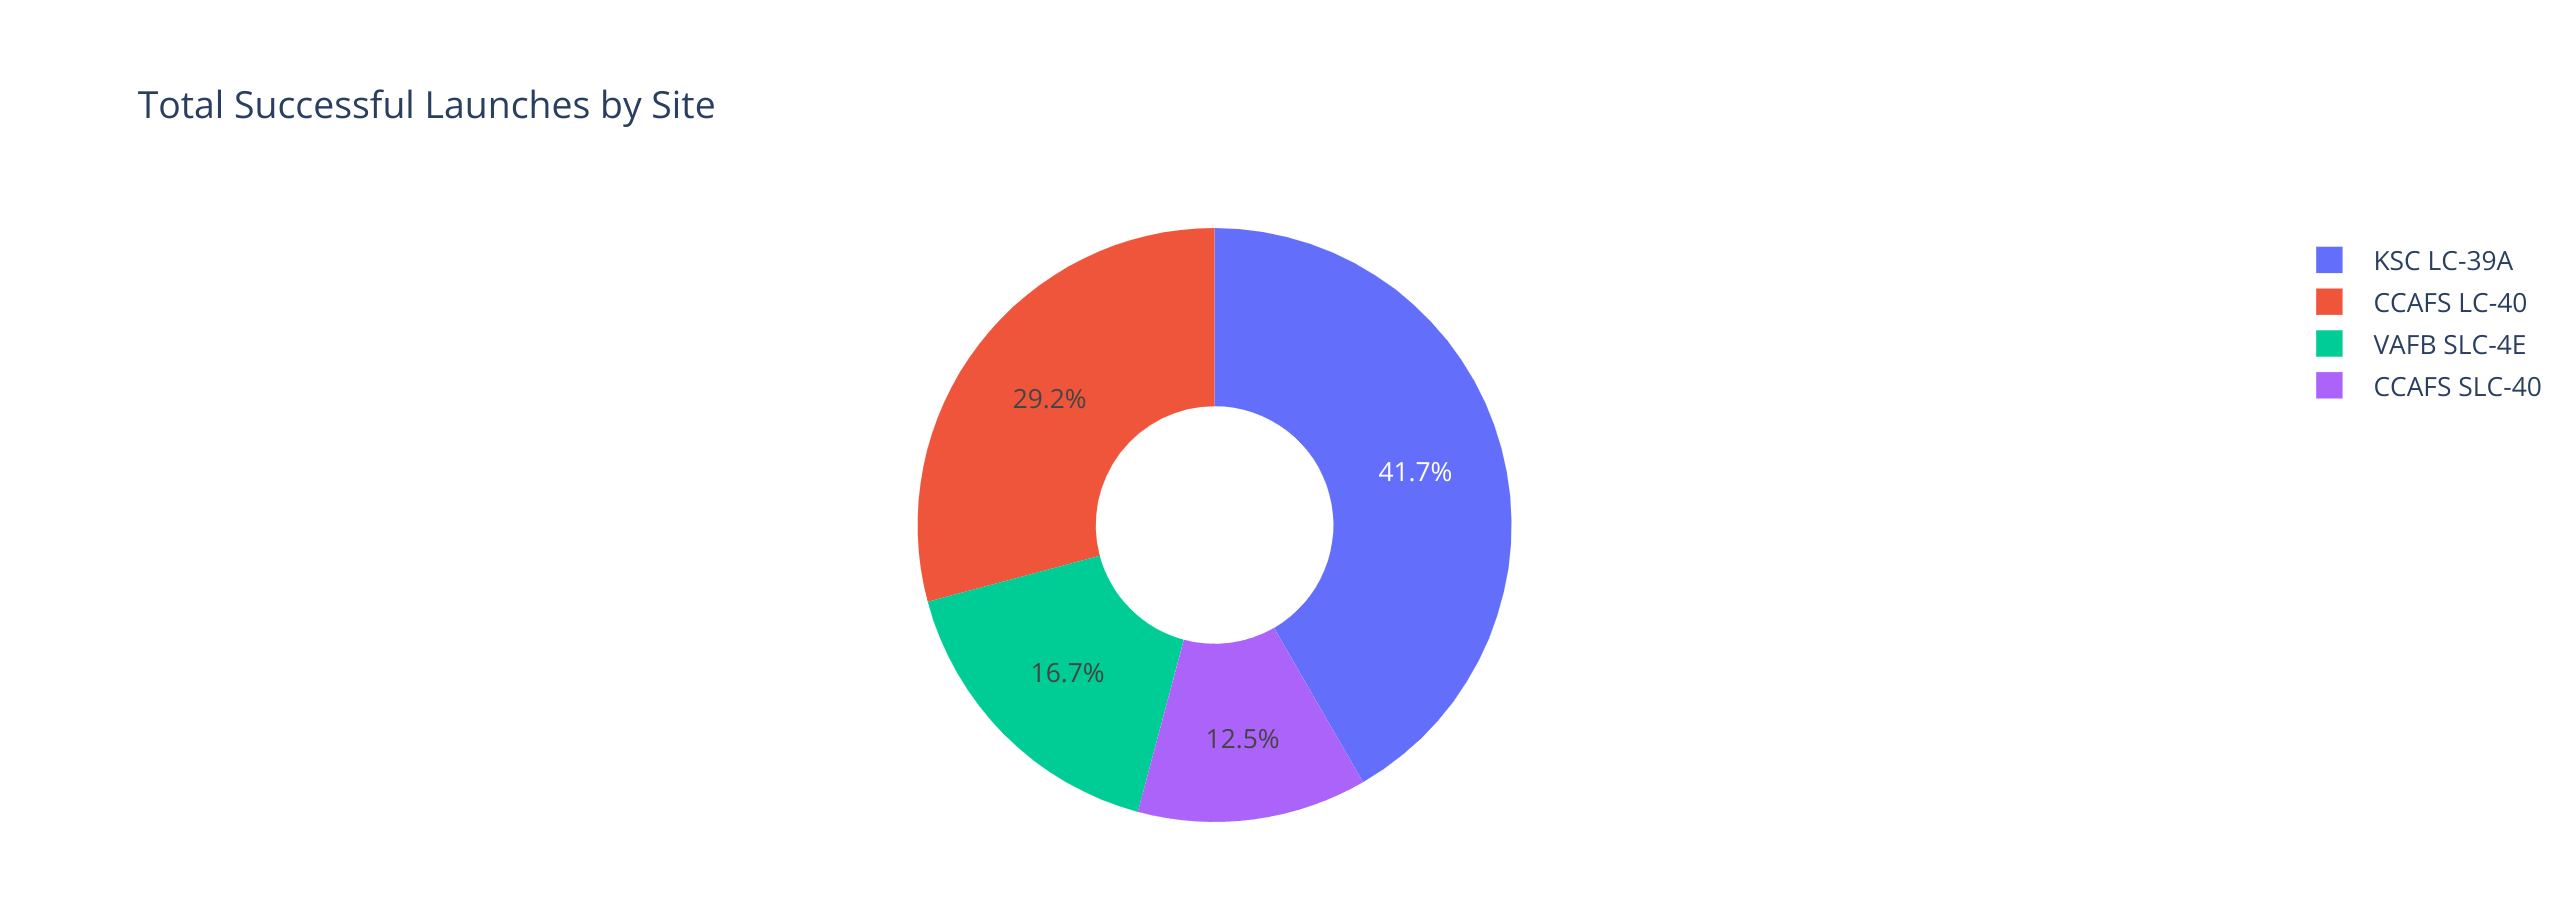 Total Successful Launches by Site
KSC LC-39A
CCAFS LC-40
VAFB SLC-4E
CCAFS SLC-40
29.2%
41.7%
16.7%
12.5%